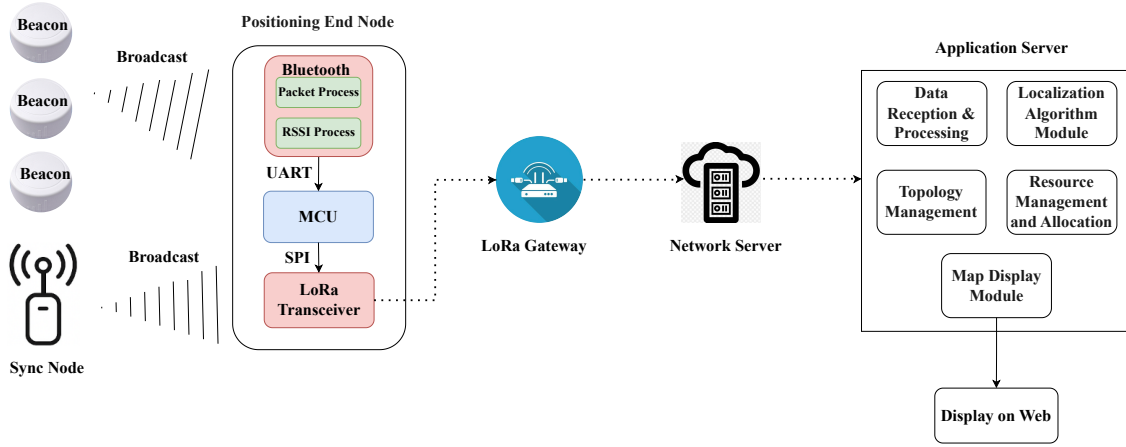 Beacon
Beacon
Beacon
Broadcast
Sync Node
Broadcast
Positioning End Node
Bluetooth
Packet Process
RSSI Process
UART
MCU
SPI
LoRa
Transceiver
LoRa Gateway
Network Server
Application Server
Data
Reception &
Processing
Localization
Algorithm
Module
Topology
Management
Resource
Management
and Allocation
Map Display
Module
Display on Web